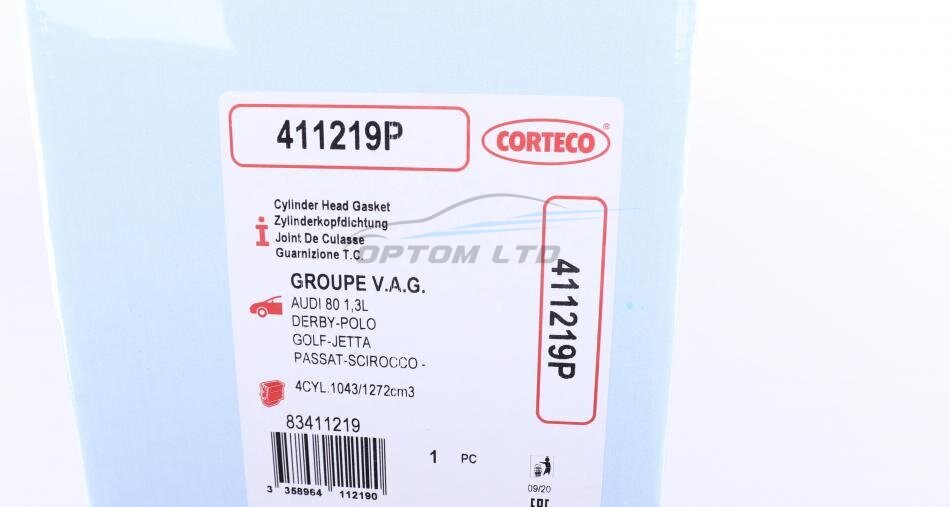 411219P
CORTECO®
Cylinder Head Gasket
Zylinderkopfdichtung
Joint De Culasse
Guarnizione T.C.
OPTOM LTD
411219P
GROUPE V.A.G.
AUDI 80 1,3L
DERBY-POLO
GOLF-JETTA
PASSAT-SCIROCCO -
4CYL.1043/1272cm3
83411219
1 PC
3 358964 112190
09/20
EAC